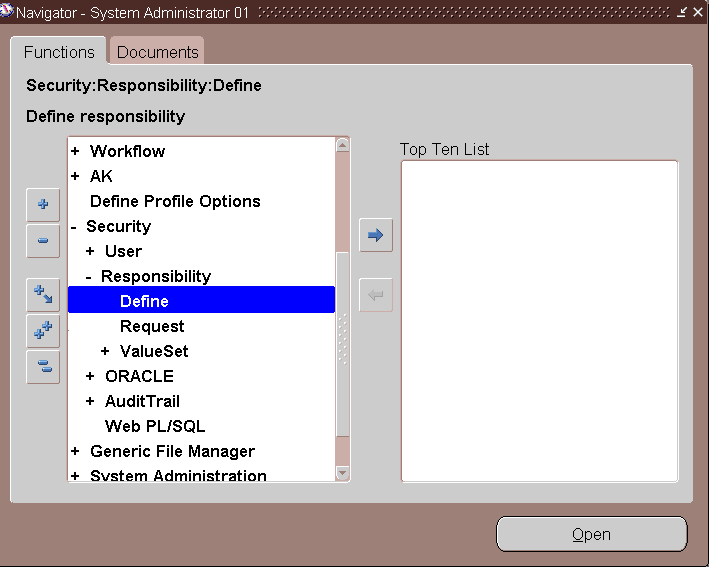 Navigator - System Administrator 01
Functions
Documents
Security:Responsibility:Define
Define responsibility
+ Workflow
+ AK
Define Profile Options
- Security
+ User
- Responsibility
Define
Request
+ ValueSet
+ ORACLE
+ AuditTrail
Web PL/SQL
+ Generic File Manager
+ System Administration
Top Ten List
Open